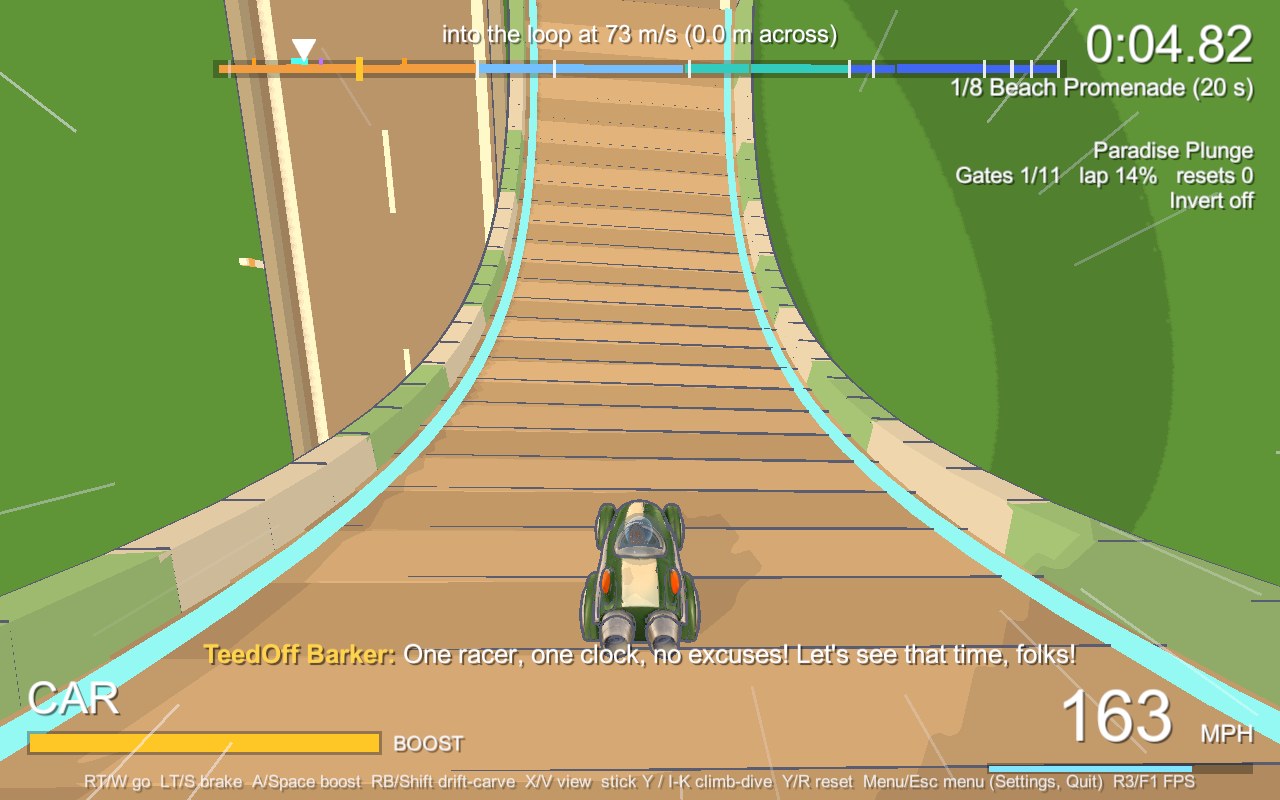 into the loop at 73 m/s (0.0 m across)
0:04.82
1/8 Beach Promenade (20 s)
Paradise Plunge
Gates 1/11 lap 14% resets 0
Invert off
TeedOff Barker: One racer, one clock, no excuses! Let's see that time, folks!
CAR
BOOST
163 MPH
RT/W go LT/S brake A/Space boost RB/Shift drift-carve X/V view stick Y / I-K climb-dive Y/R reset Menu/Esc menu (Settings, Quit) R3/F1 FPS